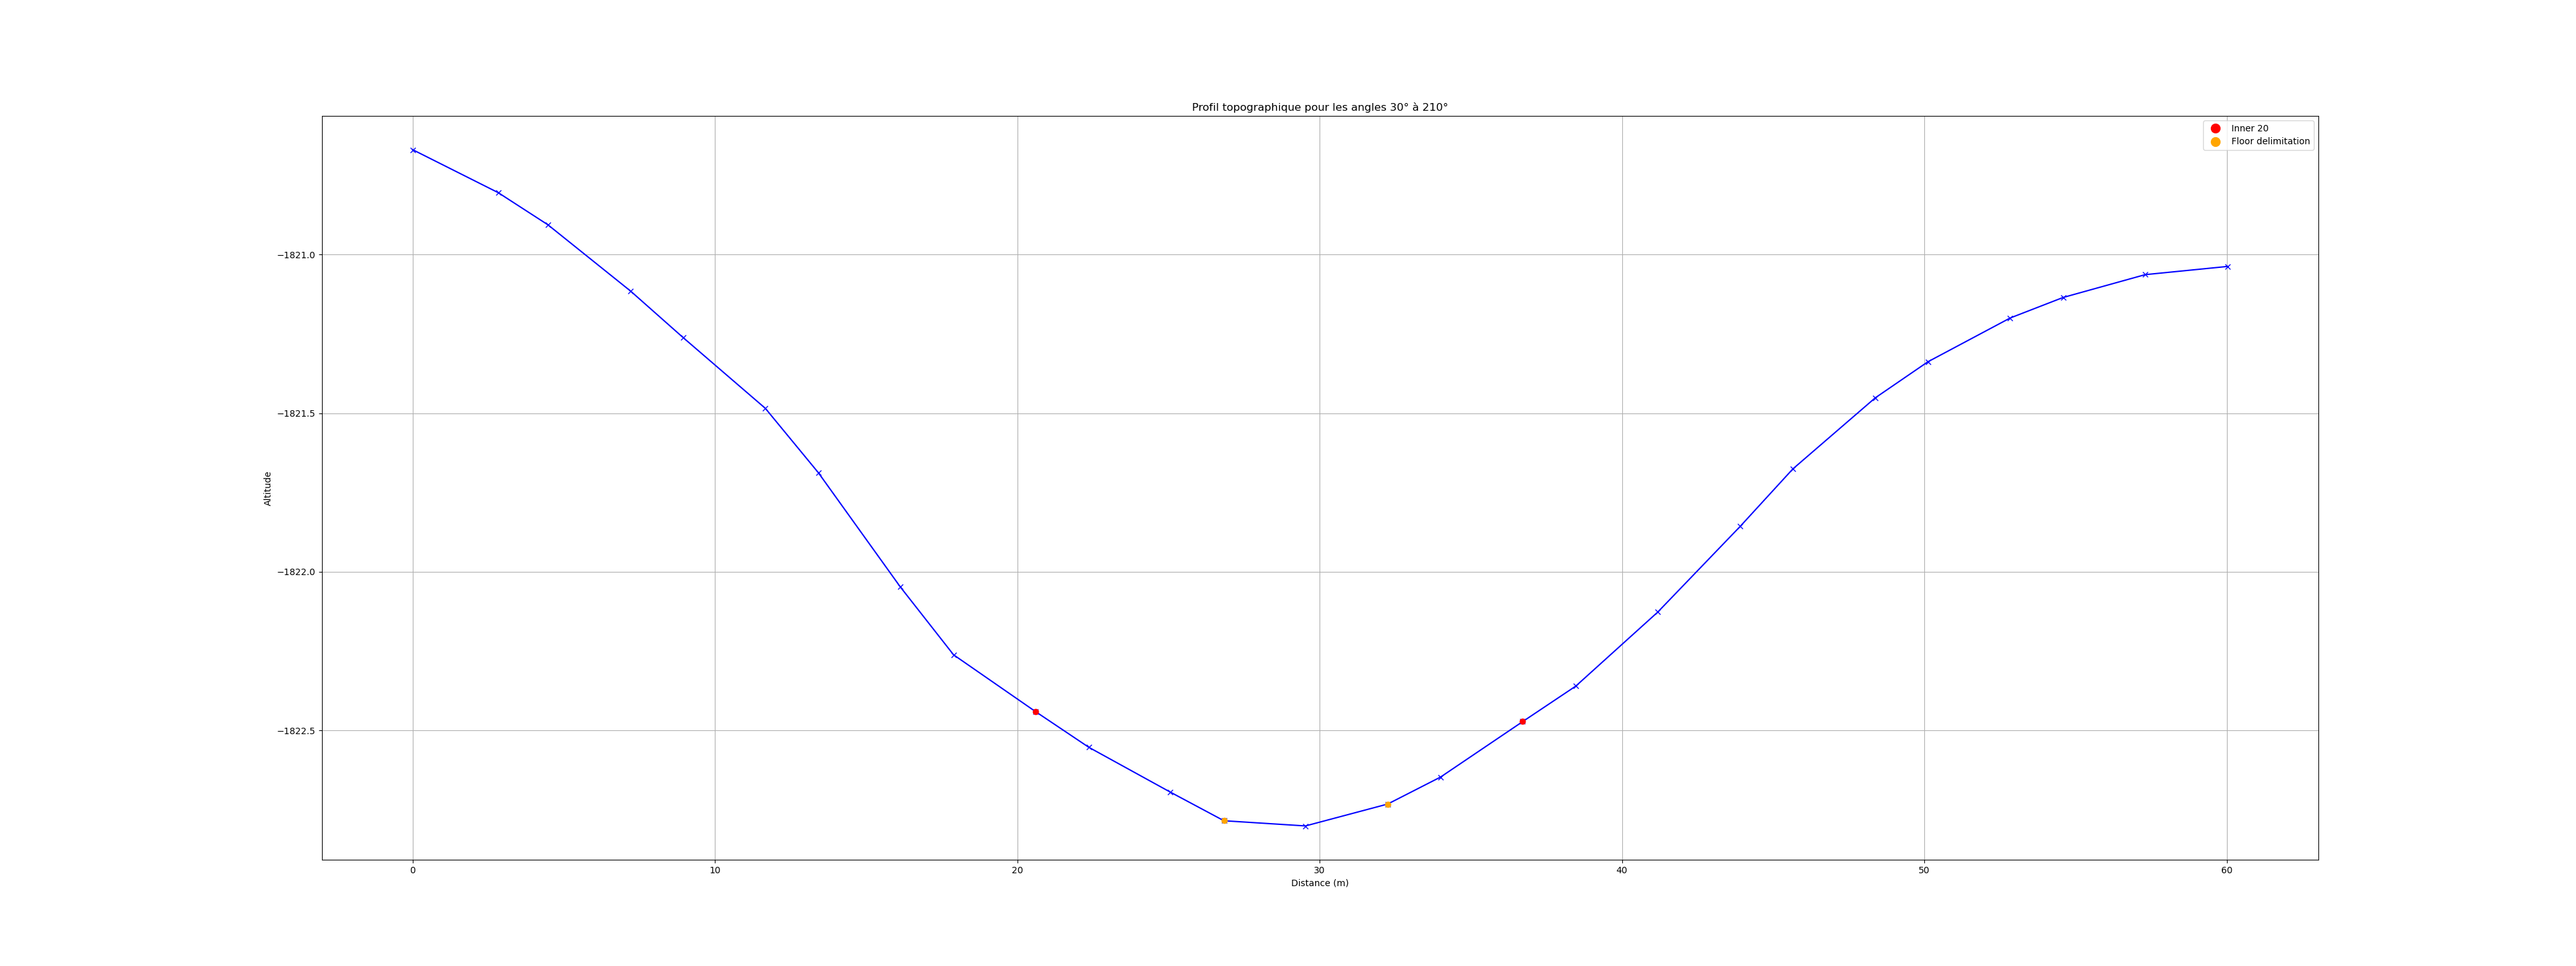 Profil topographique pour les angles 30° à 210°
Inner 20
Floor delimitation
−1821.0
−1821.5
−1822.0
−1822.5
Altitude
0 10 20 30 40 50 60
Distance (m)